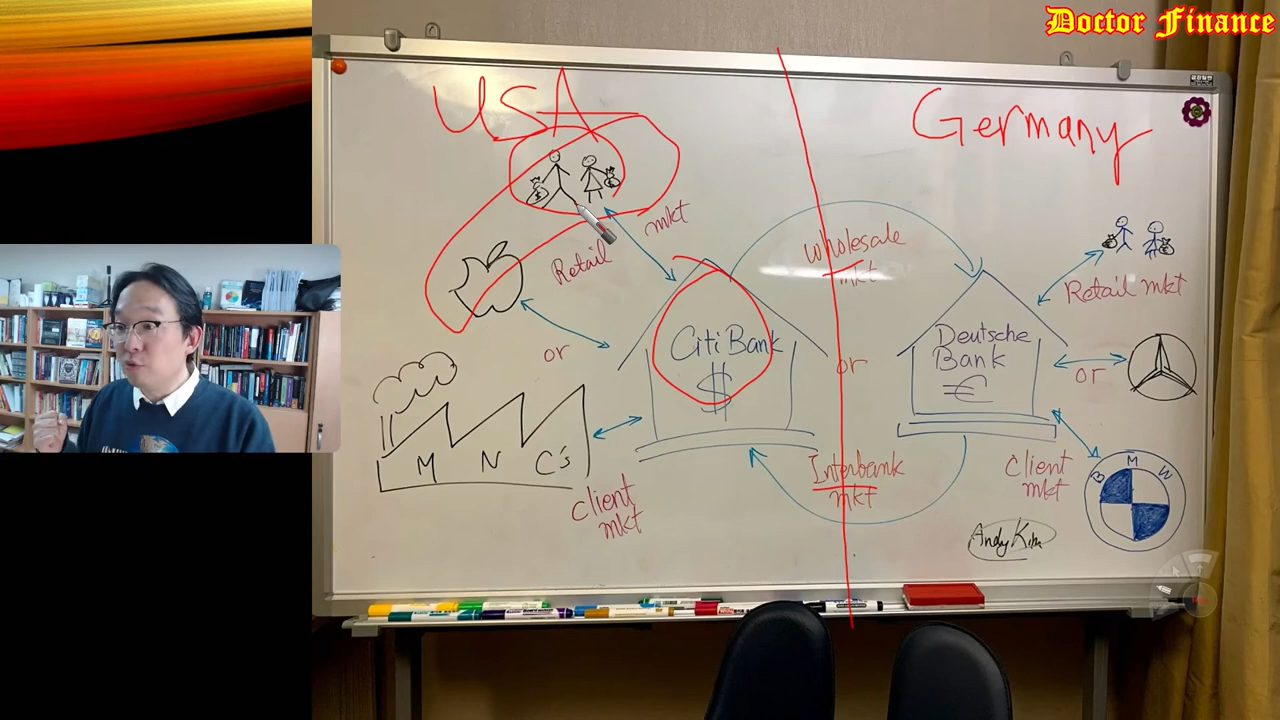 Doctor Finance
USA
Germany
Retail mkt
wholesale
mkt
Retail mkt
or
Citi Bank
$
or
Deutsche
Bank
€
or
M N C's
client
mkt
Interbank
mkt
Client
mkt
B M W
Andy Kim